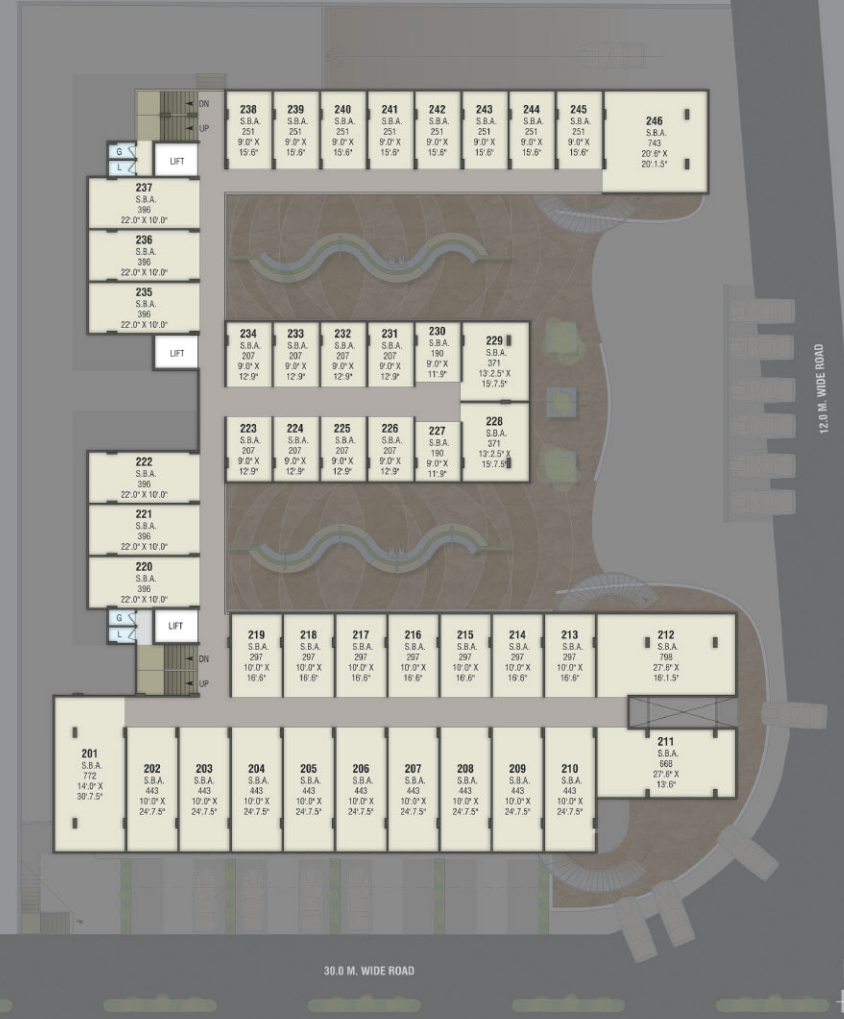 DN
UP
G
L
LIFT
238
S.B.A.
251
9'.0" X
15'.6"
239
S.B.A.
251
9'.0" X
15'.6"
240
S.B.A.
251
9'.0" X
15'.6"
241
S.B.A.
251
9'.0" X
15'.6"
242
S.B.A.
251
9'.0" X
15'.6"
243
S.B.A.
251
9'.0" X
15'.6"
244
S.B.A.
251
9'.0" X
15'.6"
245
S.B.A.
251
9'.0" X
15'.6"
246
S.B.A.
743
20'.6" X
20'.1.5"
237
S.B.A.
396
22'.0" X 10'.0"
236
S.B.A.
396
22'.0" X 10'.0"
235
S.B.A.
396
22'.0" X 10'.0"
LIFT
234
S.B.A.
207
9'.0" X
12'.9"
233
S.B.A.
207
9'.0" X
12'.9"
232
S.B.A.
207
9'.0" X
12'.9"
231
S.B.A.
207
9'.0" X
12'.9"
230
S.B.A.
190
9'.0" X
11'.9"
229
S.B.A.
371
13'.2.5" X
15'.7.5"
12.0 M. WIDE ROAD
223
S.B.A.
207
9'.0" X
12'.9"
224
S.B.A.
207
9'.0" X
12'.9"
225
S.B.A.
207
9'.0" X
12'.9"
226
S.B.A.
207
9'.0" X
12'.9"
227
S.B.A.
190
9'.0" X
11'.9"
228
S.B.A.
371
13'.2.5" X
15'.7.5"
222
S.B.A.
396
22'.0" X 10'.0"
221
S.B.A.
396
22'.0" X 10'.0"
220
S.B.A.
396
22'.0" X 10'.0"
G
L
LIFT
DN
UP
219
S.B.A.
297
10'.0" X
16'.6"
218
S.B.A.
297
10'.0" X
16'.6"
217
S.B.A.
297
10'.0" X
16'.6"
216
S.B.A.
297
10'.0" X
16'.6"
215
S.B.A.
297
10'.0" X
16'.6"
214
S.B.A.
297
10'.0" X
16'.6"
213
S.B.A.
297
10'.0" X
16'.6"
212
S.B.A.
798
27'.6" X
16'.1.5"
201
S.B.A.
772
14'.0" X
30'.7.5"
202
S.B.A.
443
10'.0" X
24'.7.5"
203
S.B.A.
443
10'.0" X
24'.7.5"
204
S.B.A.
443
10'.0" X
24'.7.5"
205
S.B.A.
443
10'.0" X
24'.7.5"
206
S.B.A.
443
10'.0" X
24'.7.5"
207
S.B.A.
443
10'.0" X
24'.7.5"
208
S.B.A.
443
10'.0" X
24'.7.5"
209
S.B.A.
443
10'.0" X
24'.7.5"
210
S.B.A.
443
10'.0" X
24'.7.5"
211
S.B.A.
668
27'.6" X
13'.6"
30.0 M. WIDE ROAD